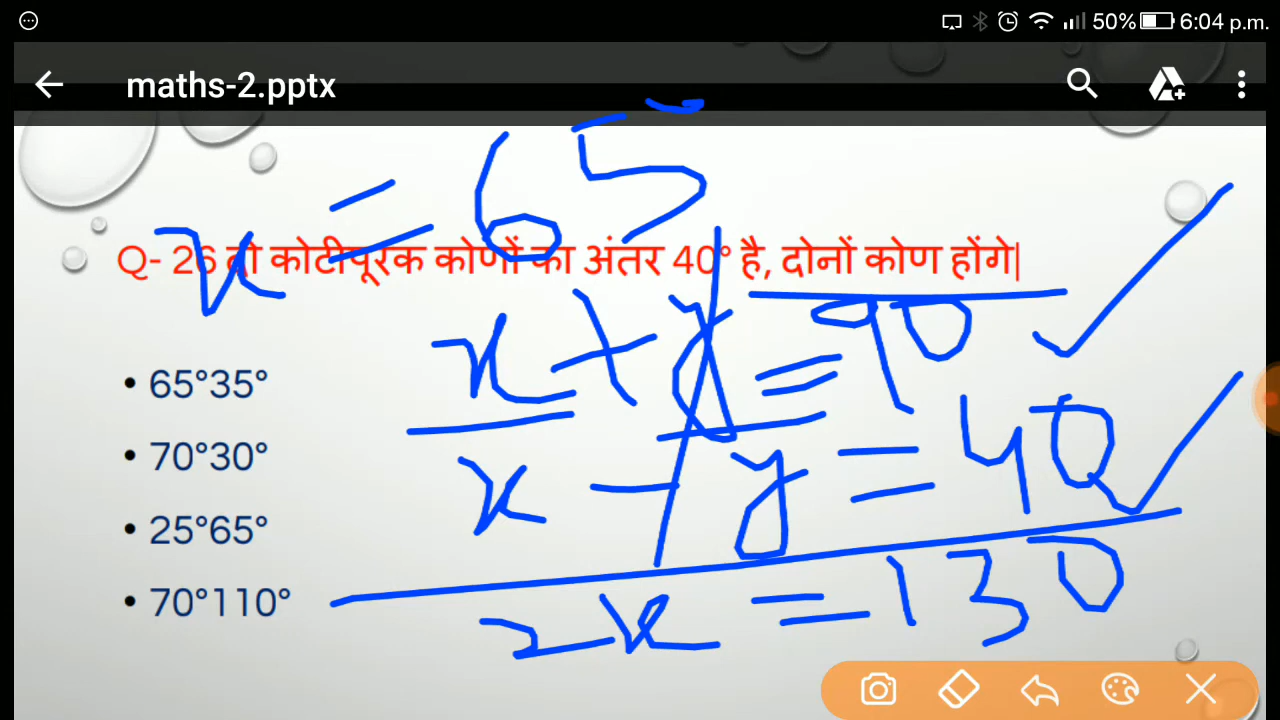 50% 6:04 p.m.
maths-2.pptx
x = 65
Q- 26 दो कोटीपूरक कोणों का अंतर 40° है, दोनों कोण होंगे|
x + y = 90
• 65°35°
x - y = 40
• 70°30°
• 25°65°
2x = 130
• 70°110°